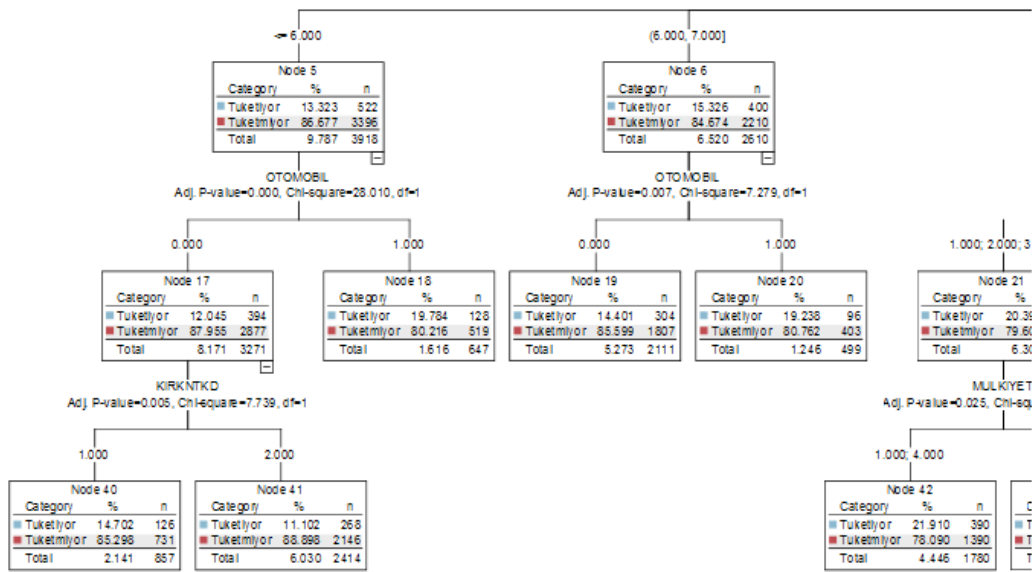 <= 6.000
(6.000, 7.000]
Node 5
Category % n
Tuketiyor 13.323 522
Tuketmiyor 86.677 3396
Total 9.787 3918
Node 6
Category % n
Tuketiyor 15.326 400
Tuketmiyor 84.674 2210
Total 6.520 2610
OTOMOBIL
Adj. P-value=0.000, Chi-square=28.010, df=1
OTOMOBIL
Adj. P-value=0.007, Chi-square=7.279, df=1
0.000
1.000
0.000
1.000
1.000; 2.000; 3
Node 17
Category % n
Tuketiyor 12.045 394
Tuketmiyor 87.955 2877
Total 8.171 3271
Node 18
Category % n
Tuketiyor 19.784 128
Tuketmiyor 80.216 519
Total 1.616 647
Node 19
Category % n
Tuketiyor 14.401 304
Tuketmiyor 85.599 1807
Total 5.273 2111
Node 20
Category % n
Tuketiyor 19.238 96
Tuketmiyor 80.762 403
Total 1.246 499
Node 21
Category %
Tuketiyor 20.39
Tuketmiyor 79.60
Total 6.30
KIRKNTKD
Adj. P-value=0.005, Chi-square=7.739, df=1
MULKIYET
Adj. P-value=0.025, Chi-squ
1.000
2.000
1.000; 4.000
Node 40
Category % n
Tuketiyor 14.702 126
Tuketmiyor 85.298 731
Total 2.141 857
Node 41
Category % n
Tuketiyor 11.102 268
Tuketmiyor 88.898 2146
Total 6.030 2414
Node 42
Category % n
Tuketiyor 21.910 390
Tuketmiyor 78.090 1390
Total 4.446 1780